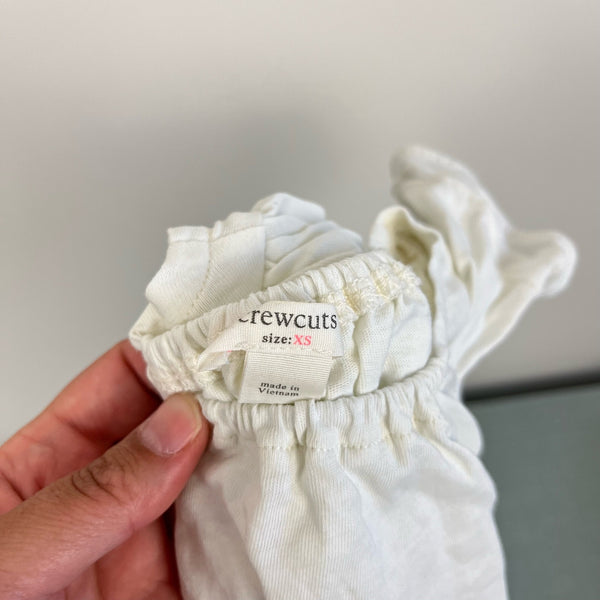 crewcuts
size: XS
made in
Vietnam